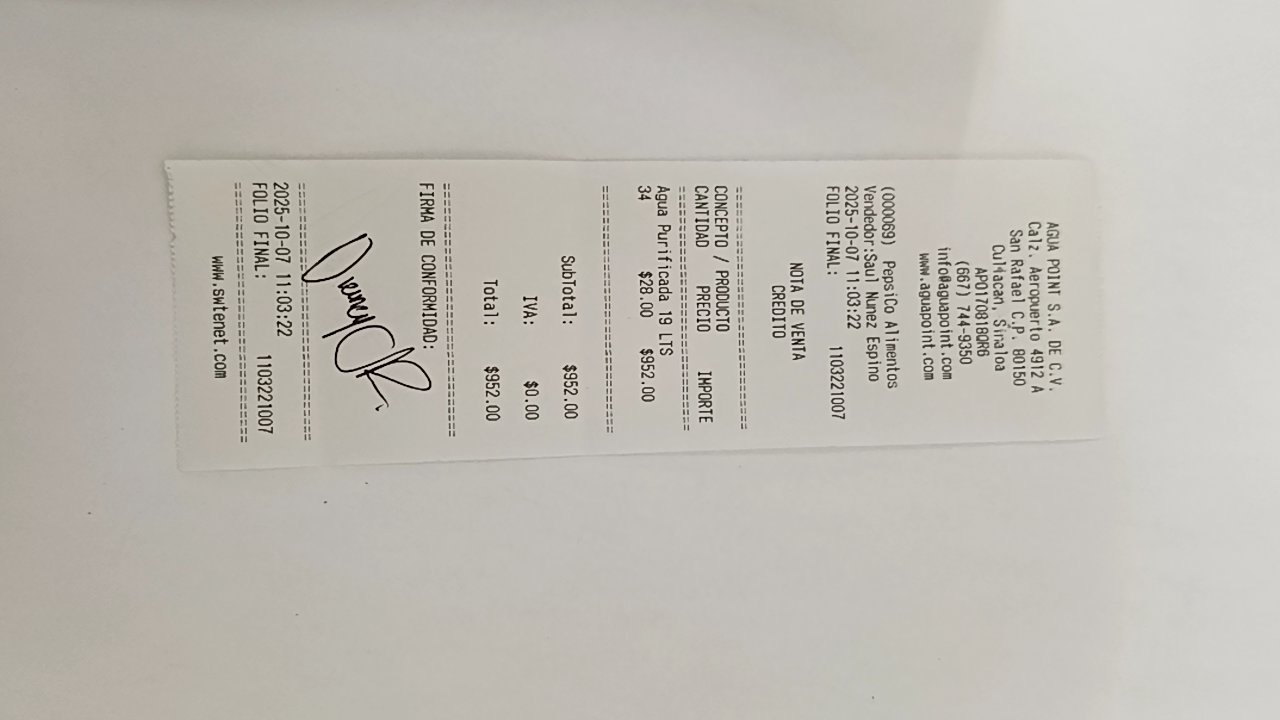 AGUA POINT S.A. DE C.V.
Calz. Aeropuerto 4912 A
San Rafael C.P. 80150
Culiacan, Sinaloa
APO170818QR6
(667) 744-9350
info@aguapoint.com
www.aguapoint.com
(000069) PepsiCo Alimentos
Vendedor:Saul Nunez Espino
2025-10-07 11:03:22
FOLIO FINAL: 1103221007
NOTA DE VENTA
CREDITO
================================
CONCEPTO / PRODUCTO
CANTIDAD PRECIO IMPORTE
================================
Agua Purificada 19 LTS
34 $28.00 $952.00
================================
SubTotal: $952.00
IVA: $0.00
Total: $952.00
================================
FIRMA DE CONFORMIDAD:
================================
2025-10-07 11:03:22
FOLIO FINAL: 1103221007
================================
www.swtenet.com